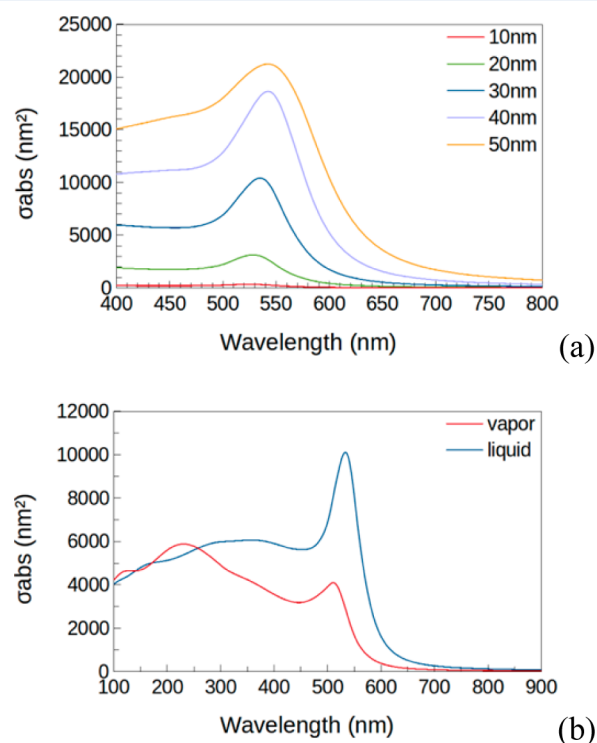 25000
20000
15000
10000
5000
0
σabs (nm²)
400 450 500 550 600 650 700 750 800
Wavelength (nm)
10nm
20nm
30nm
40nm
50nm
(a)
12000
10000
8000
6000
4000
2000
0
σabs (nm²)
100 200 300 400 500 600 700 800 900
Wavelength (nm)
vapor
liquid
(b)